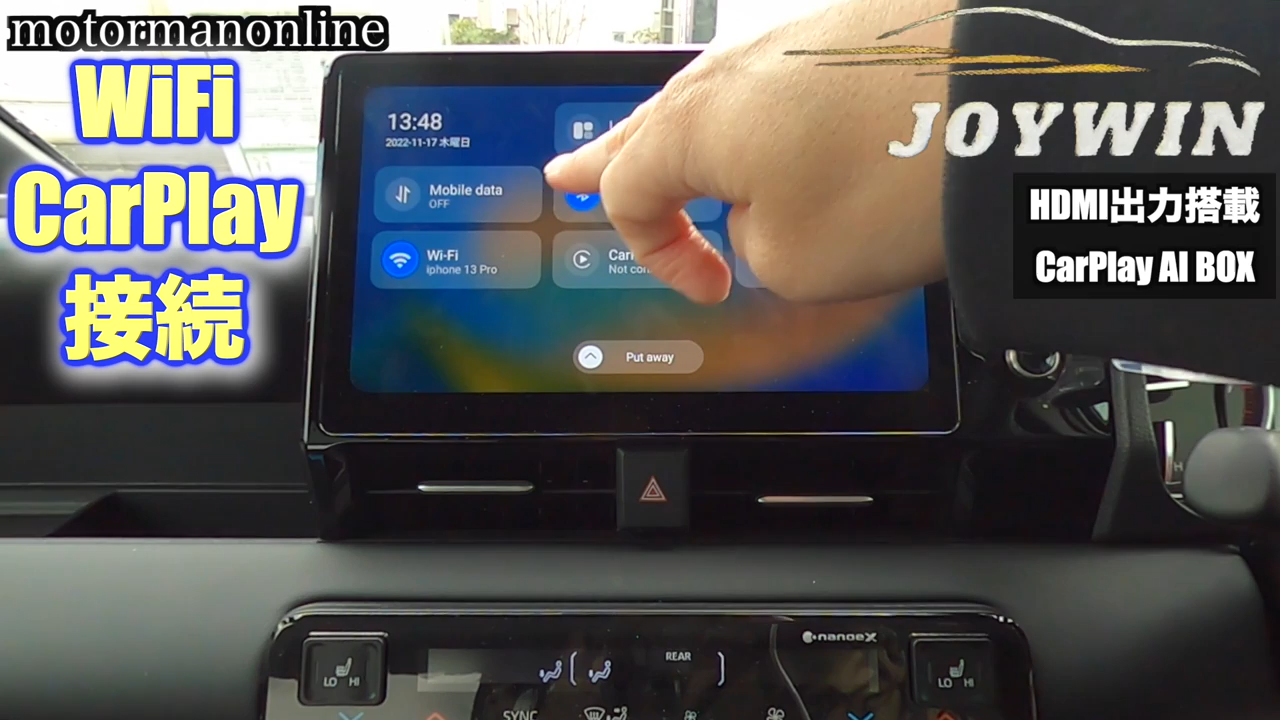 motormanonline
WiFi
CarPlay
接続
JOYWIN
HDMI出力搭載
CarPlay AI BOX
13:48
2022-11-17 木曜日
Mobile data
OFF
Wi-Fi
iphone 13 Pro
Put away
nanoeX
LO HI
REAR
LO HI
SYNC